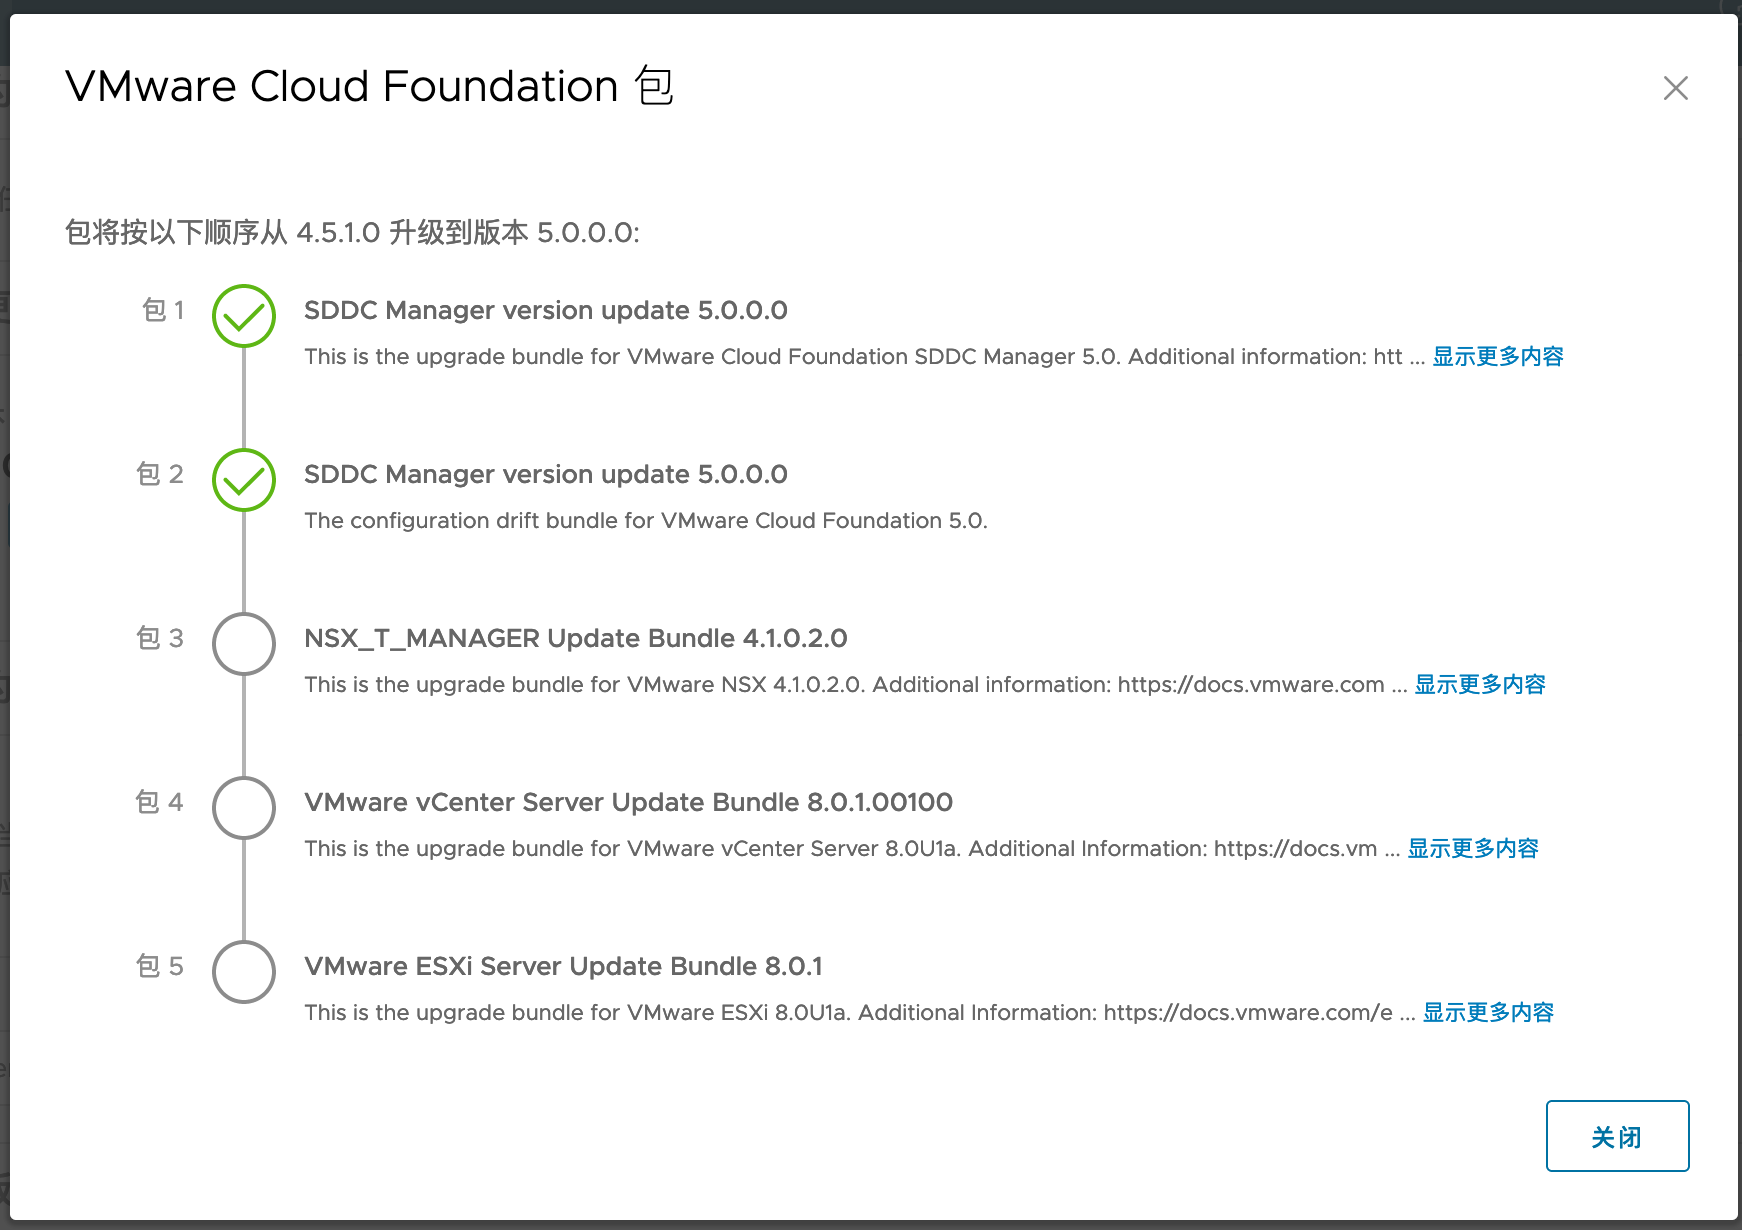 VMware Cloud Foundation 包
包将按以下顺序从 4.5.1.0 升级到版本 5.0.0.0:
包 1
SDDC Manager version update 5.0.0.0
This is the upgrade bundle for VMware Cloud Foundation SDDC Manager 5.0. Additional information: htt ... 显示更多内容
包 2
SDDC Manager version update 5.0.0.0
The configuration drift bundle for VMware Cloud Foundation 5.0.
包 3
NSX_T_MANAGER Update Bundle 4.1.0.2.0
This is the upgrade bundle for VMware NSX 4.1.0.2.0. Additional information: https://docs.vmware.com ... 显示更多内容
包 4
VMware vCenter Server Update Bundle 8.0.1.00100
This is the upgrade bundle for VMware vCenter Server 8.0U1a. Additional Information: https://docs.vm ... 显示更多内容
包 5
VMware ESXi Server Update Bundle 8.0.1
This is the upgrade bundle for VMware ESXi 8.0U1a. Additional Information: https://docs.vmware.com/e ... 显示更多内容
关闭